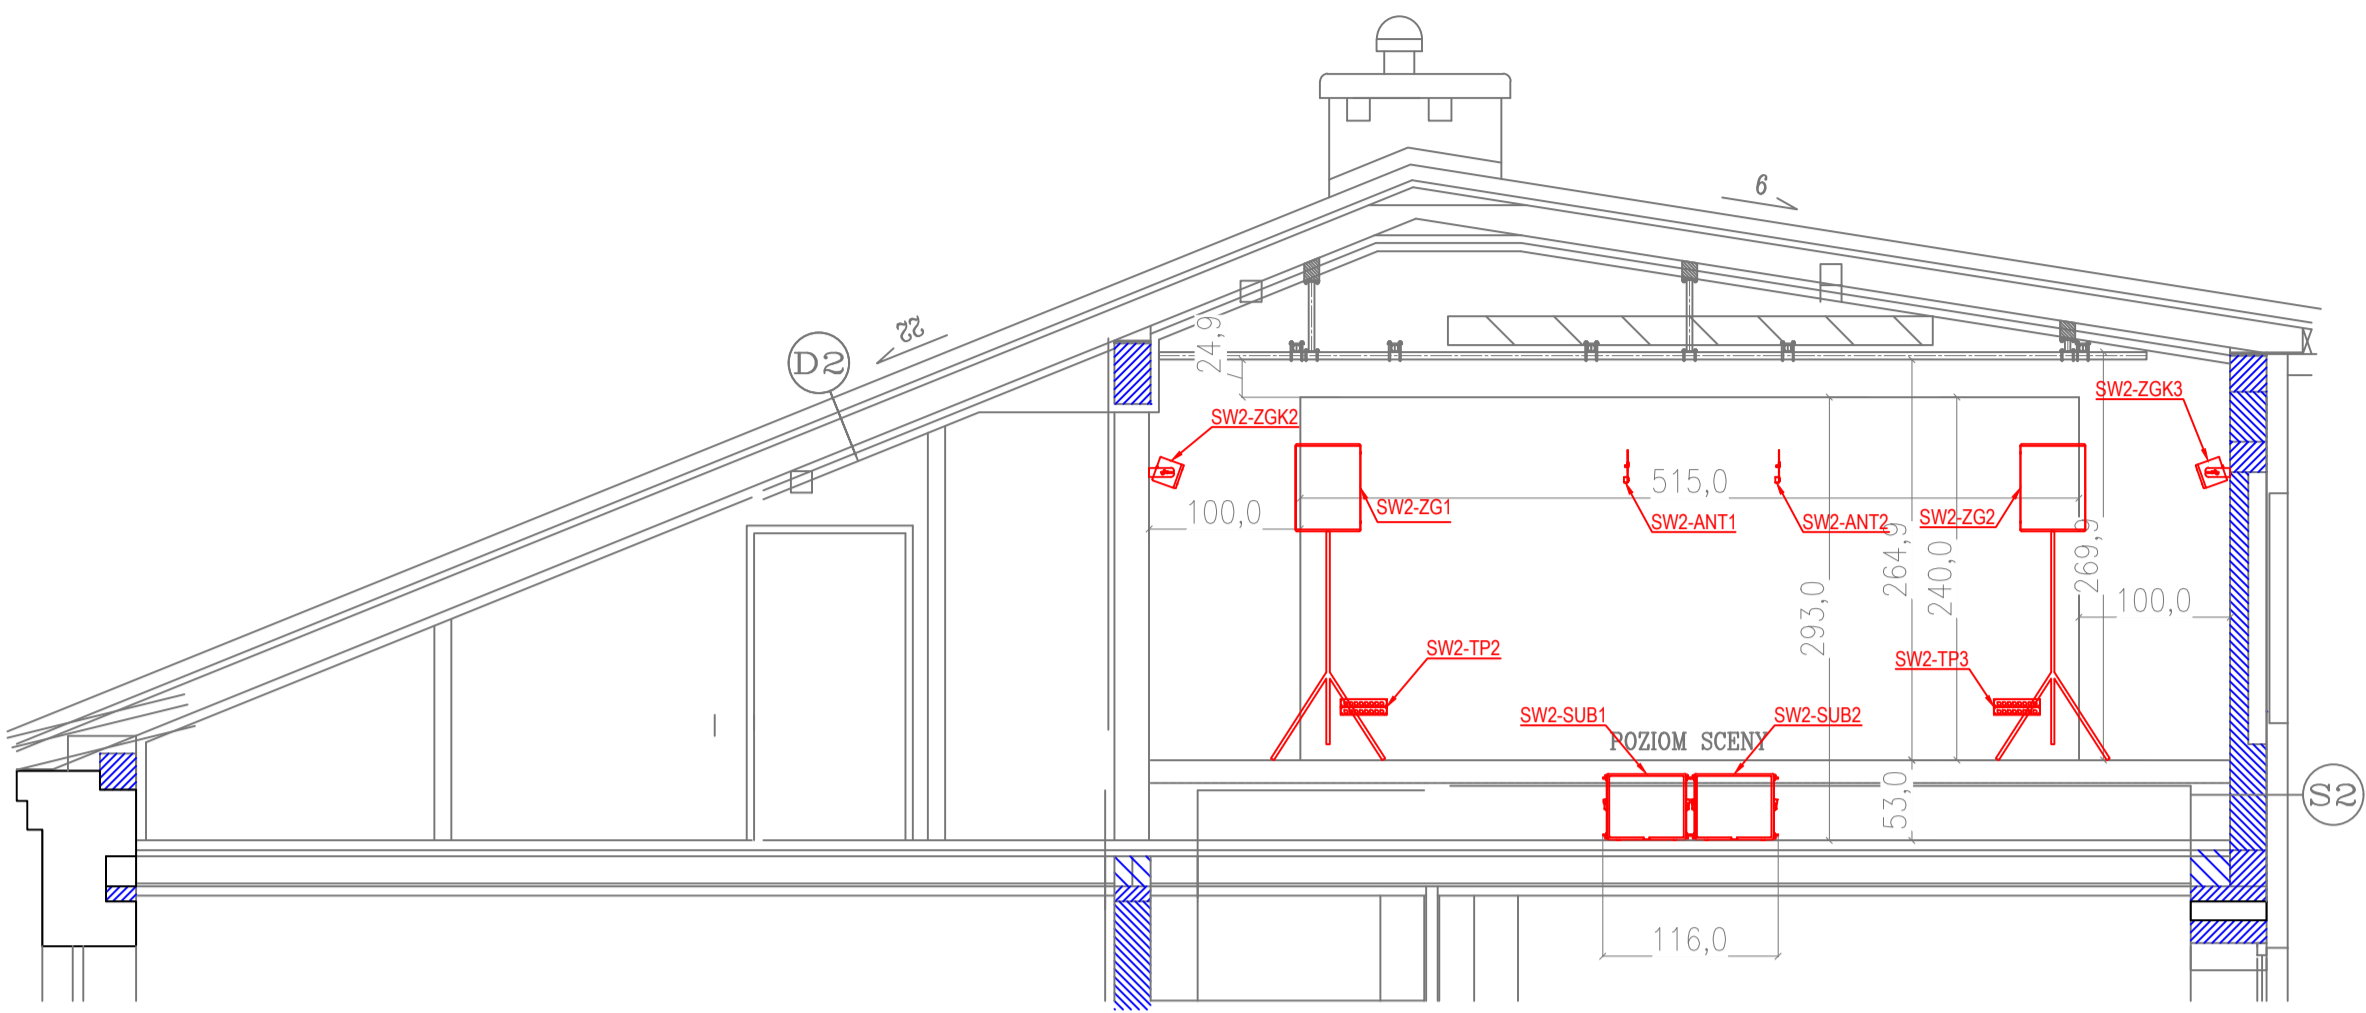 6
22
24,9
D2
SW2-ZGK3
SW2-ZGK2
515,0
SW2-ZG1
100,0
SW2-ANT1
SW2-ANT2
SW2-ZG2
264,9
240,0
269,9
100,0
293,0
SW2-TP2
SW2-TP3
SW2-SUB1
SW2-SUB2
POZIOM SCENY
53,0
S2
116,0